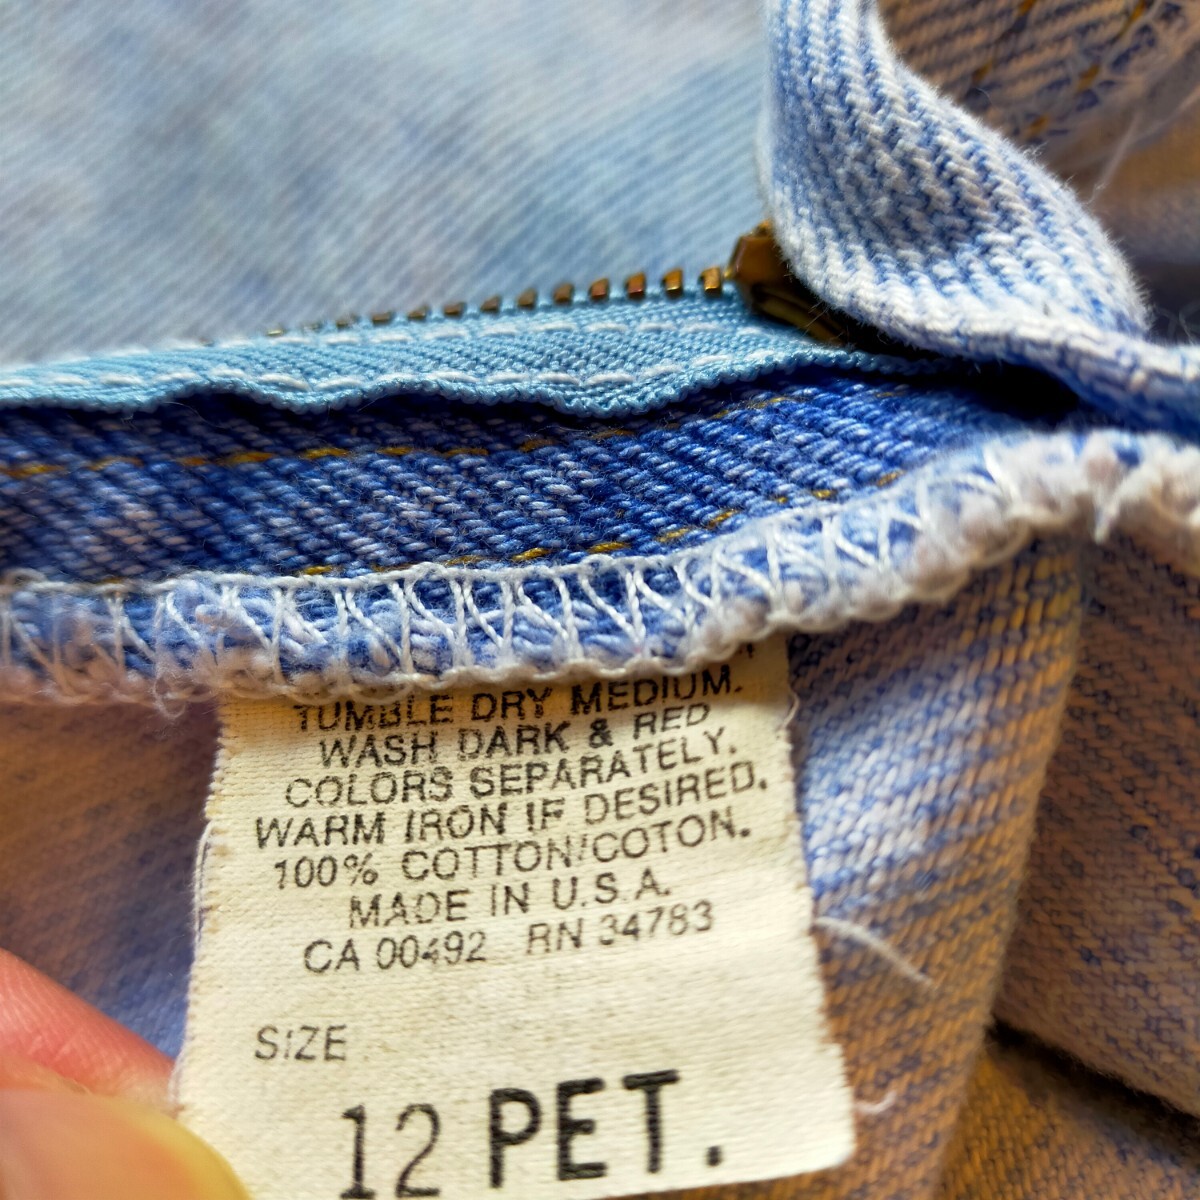 TUMBLE DRY MEDIUM.
WASH DARK & RED
COLORS SEPARATELY.
WARM IRON IF DESIRED.
100% COTTON/COTON.
MADE IN U.S.A.
CA 00492 RN 34783
SIZE
12 PET.